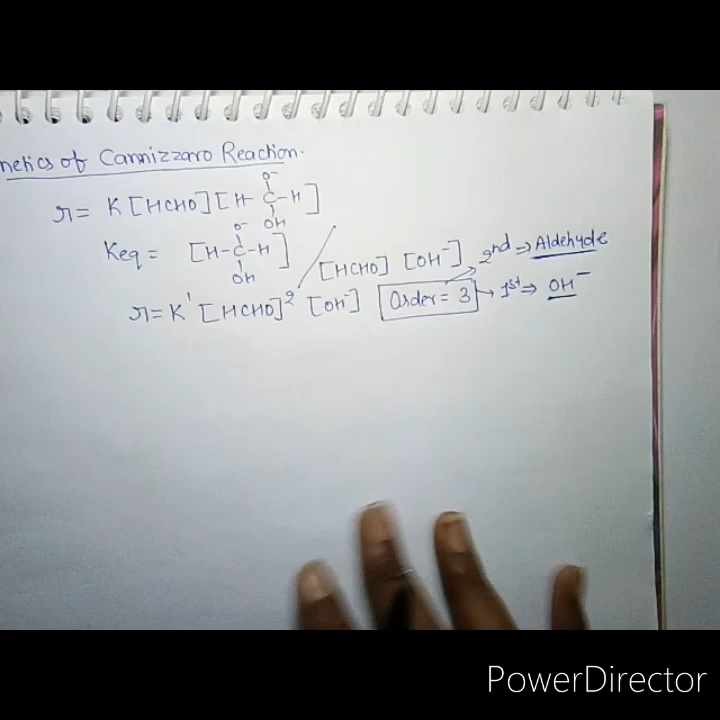 netics of Cannizzaro Reaction.
r = K [HCHO] [H-C-H]
O⁻
OH
Keq = [H-C-H] / [HCHO] [OH⁻]
O⁻
OH
2nd ⇒ Aldehyde
r = K' [HCHO]² [OH⁻] Order = 3 → 1st ⇒ OH⁻
PowerDirector